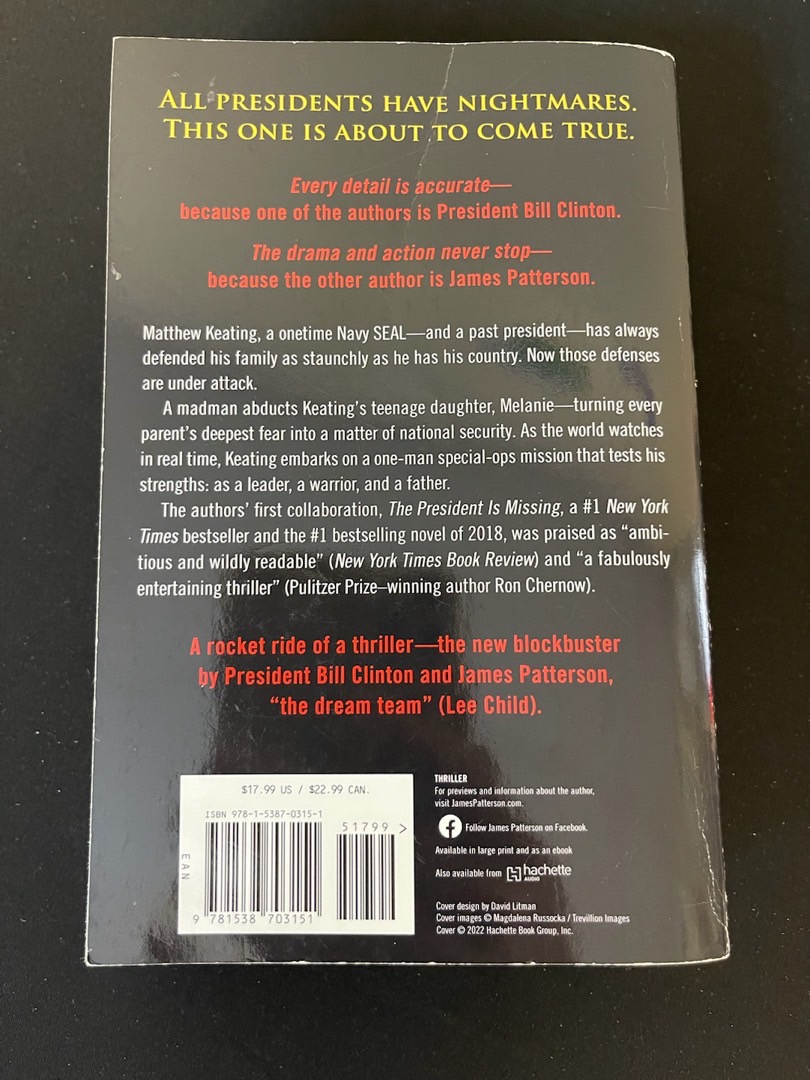 ALL PRESIDENTS HAVE NIGHTMARES.
THIS ONE IS ABOUT TO COME TRUE.
Every detail is accurate—
because one of the authors is President Bill Clinton.
The drama and action never stop—
because the other author is James Patterson.
Matthew Keating, a onetime Navy SEAL—and a past president—has always
defended his family as staunchly as he has his country. Now those defenses
are under attack.
A madman abducts Keating's teenage daughter, Melanie—turning every
parent's deepest fear into a matter of national security. As the world watches
in real time, Keating embarks on a one-man special-ops mission that tests his
strengths: as a leader, a warrior, and a father.
The authors' first collaboration, The President Is Missing, a #1 New York
Times bestseller and the #1 bestselling novel of 2018, was praised as “ambi-
tious and wildly readable” (New York Times Book Review) and “a fabulously
entertaining thriller” (Pulitzer Prize–winning author Ron Chernow).
A rocket ride of a thriller—the new blockbuster
by President Bill Clinton and James Patterson,
“the dream team” (Lee Child).
$17.99 US / $22.99 CAN.
ISBN 978-1-5387-0315-1
51799 >
EAN
9 781538 703151
THRILLER
For previews and information about the author,
visit JamesPatterson.com.
Follow James Patterson on Facebook.
Available in large print and as an ebook
Also available from hachette
AUDIO
Cover design by David Litman
Cover images © Magdalena Russocka / Trevillion Images
Cover © 2022 Hachette Book Group, Inc.